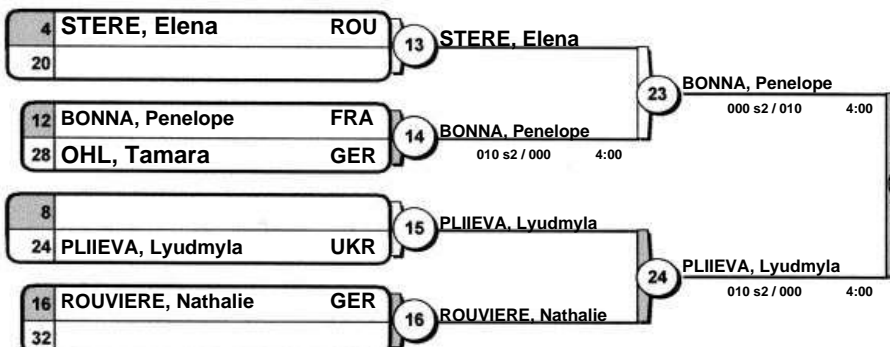 4 STERE, Elena ROU
20
13 STERE, Elena
12 BONNA, Penelope FRA
28 OHL, Tamara GER
14 BONNA, Penelope
010 s2 / 000 4:00
23 BONNA, Penelope
000 s2 / 010 4:00
8
24 PLIIEVA, Lyudmyla UKR
15 PLIIEVA, Lyudmyla
16 ROUVIERE, Nathalie GER
32
16 ROUVIERE, Nathalie
24 PLIIEVA, Lyudmyla
010 s2 / 000 4:00